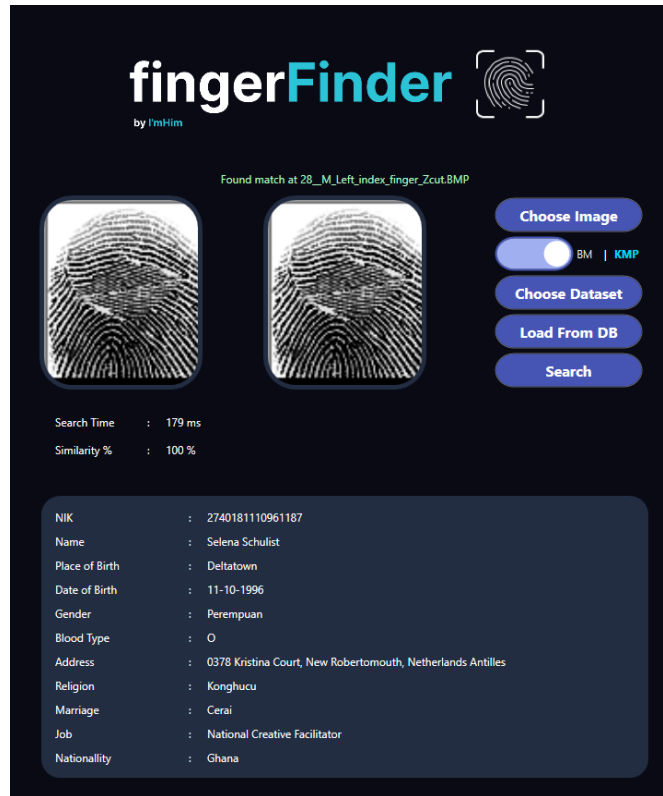 fingerFinder
by I'mHim
Found match at 28__M_Left_index_finger_Zcut.BMP
Choose Image
BM | KMP
Choose Dataset
Load From DB
Search
Search Time : 179 ms
Similarity % : 100 %
NIK : 2740181110961187
Name : Selena Schulist
Place of Birth : Deltatown
Date of Birth : 11-10-1996
Gender : Perempuan
Blood Type : O
Address : 0378 Kristina Court, New Robertomouth, Netherlands Antilles
Religion : Konghucu
Marriage : Cerai
Job : National Creative Facilitator
Nationallity : Ghana